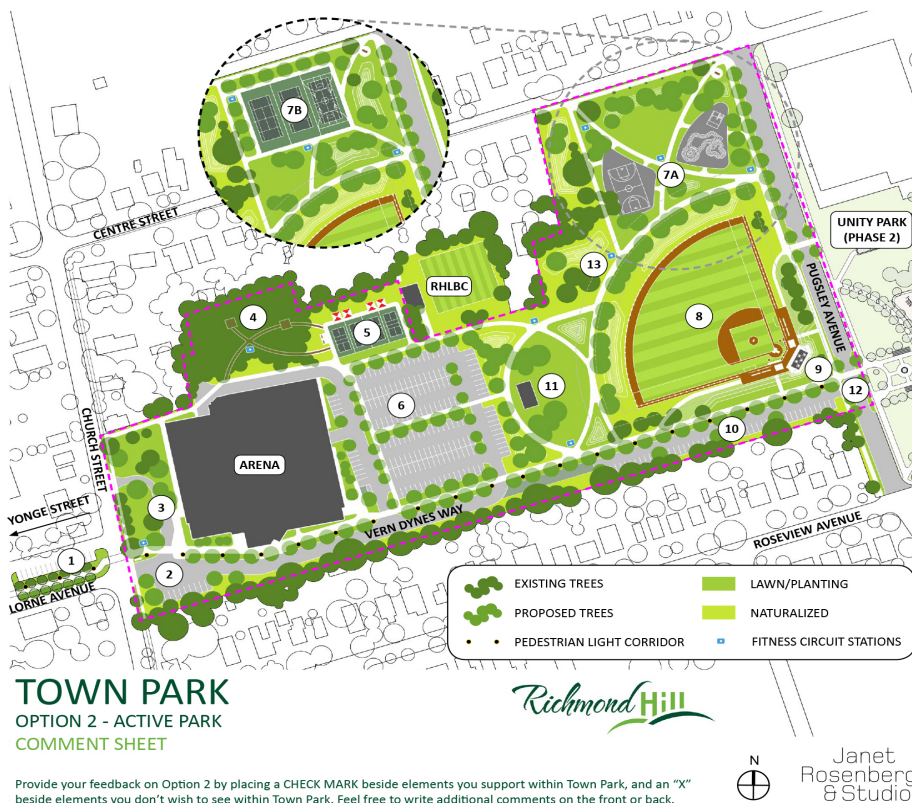 7B
CENTRE STREET
7A
UNITY PARK
(PHASE 2)
13
RHLBC
PUGSLEY AVENUE
4
5
8
9
11
12
6
10
CHURCH STREET
ARENA
YONGE STREET
3
VERN DYNES WAY
ROSEVIEW AVENUE
1
2
LORNE AVENUE
EXISTING TREES
LAWN/PLANTING
PROPOSED TREES
NATURALIZED
PEDESTRIAN LIGHT CORRIDOR
FITNESS CIRCUIT STATIONS
TOWN PARK
OPTION 2 - ACTIVE PARK
COMMENT SHEET
Richmond Hill
N
Janet
Rosenberg
& Studio
Provide your feedback on Option 2 by placing a CHECK MARK beside elements you support within Town Park, and an “X”
beside elements you don’t wish to see within Town Park. Feel free to write additional comments on the front or back.